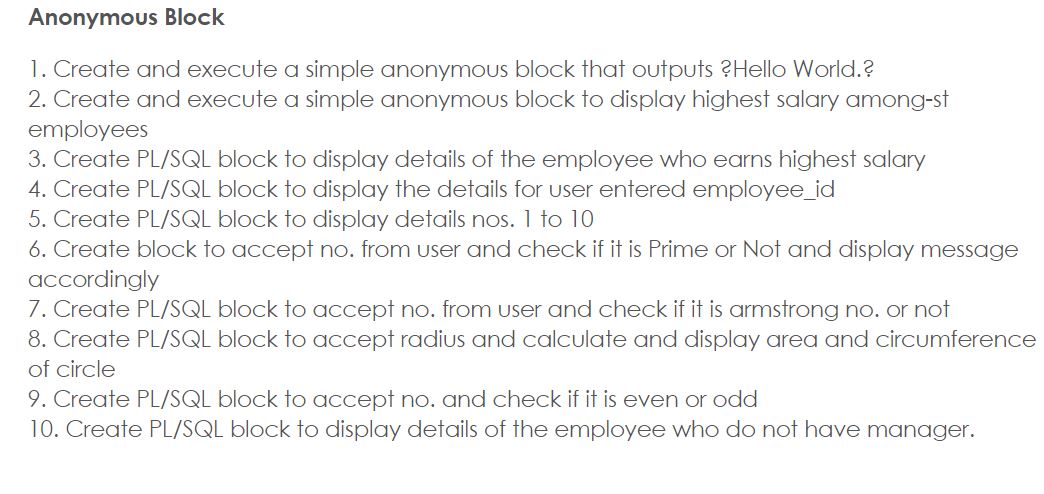 Anonymous Block
1. Create and execute a simple anonymous block that outputs ?Hello World.?
2. Create and execute a simple anonymous block to display highest salary among-st
employees
3. Create PL/SQL block to display details of the employee who earns highest salary
4. Create PL/SQL block to display the details for user entered employee_id
5. Create PL/SQL block to display details nos. 1 to 10
6. Create block to accept no. from user and check if it is Prime or Not and display message
accordingly
7. Create PL/SQL block to accept no. from user and check if it is armstrong no. or not
8. Create PL/SQL block to accept radius and calculate and display area and circumference
of circle
9. Create PL/SQL block to accept no. and check if it is even or odd
10. Create PL/SQL block to display details of the employee who do not have manager.